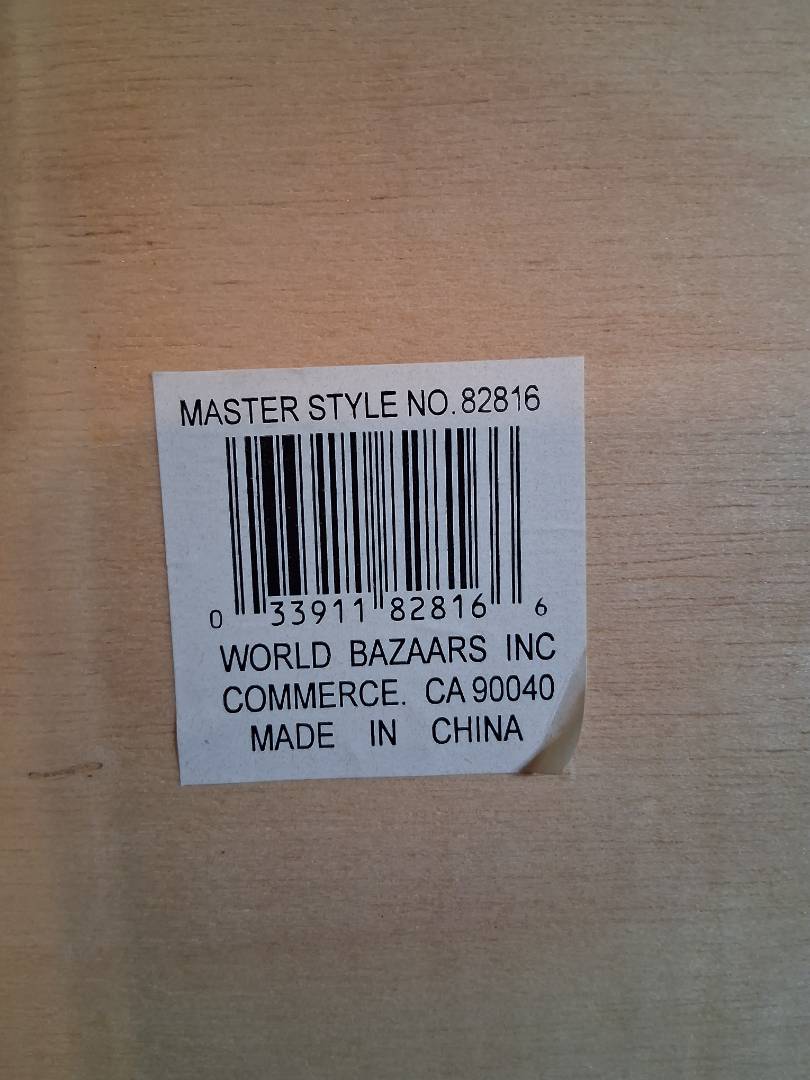 MASTER STYLE NO. 82816
0 33911 82816 6
WORLD BAZAARS INC
COMMERCE. CA 90040
MADE IN CHINA